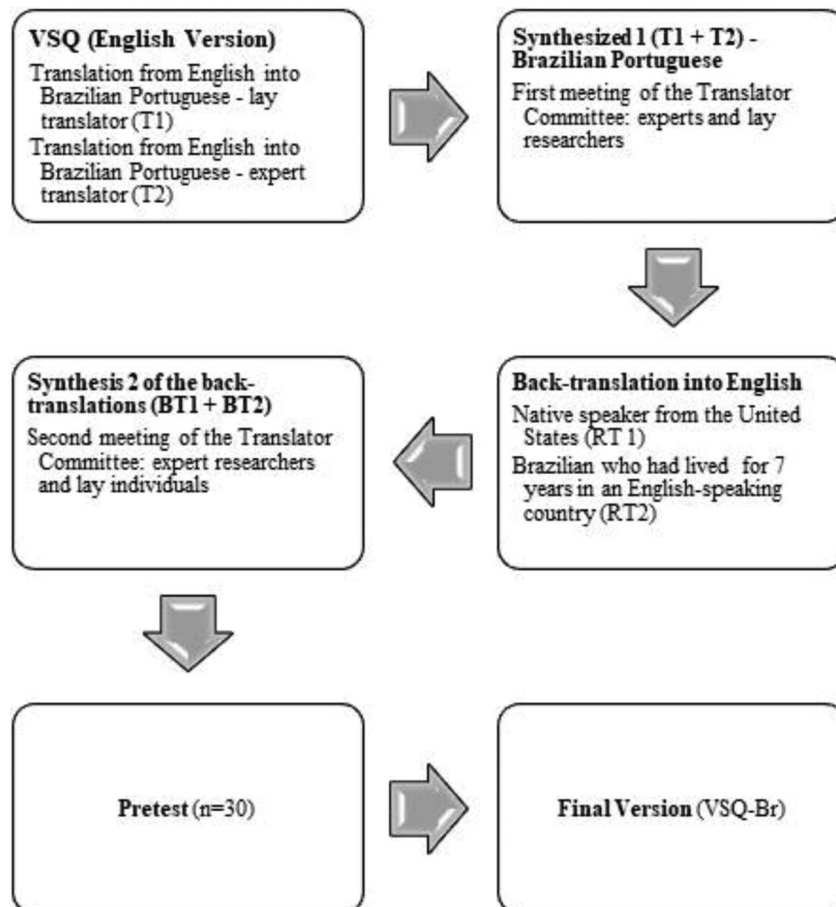 VSQ (English Version)
Translation from English into
Brazilian Portuguese - lay
translator (T1)
Translation from English into
Brazilian Portuguese - expert
translator (T2)
Synthesized 1 (T1 + T2) -
Brazilian Portuguese
First meeting of the Translator
Committee: experts and lay
researchers
Back-translation into English
Native speaker from the United
States (RT 1)
Brazilian who had lived for 7
years in an English-speaking
country (RT2)
Synthesis 2 of the back-
translations (BT1 + BT2)
Second meeting of the Translator
Committee: expert researchers
and lay individuals
Pretest (n=30)
Final Version (VSQ-Br)